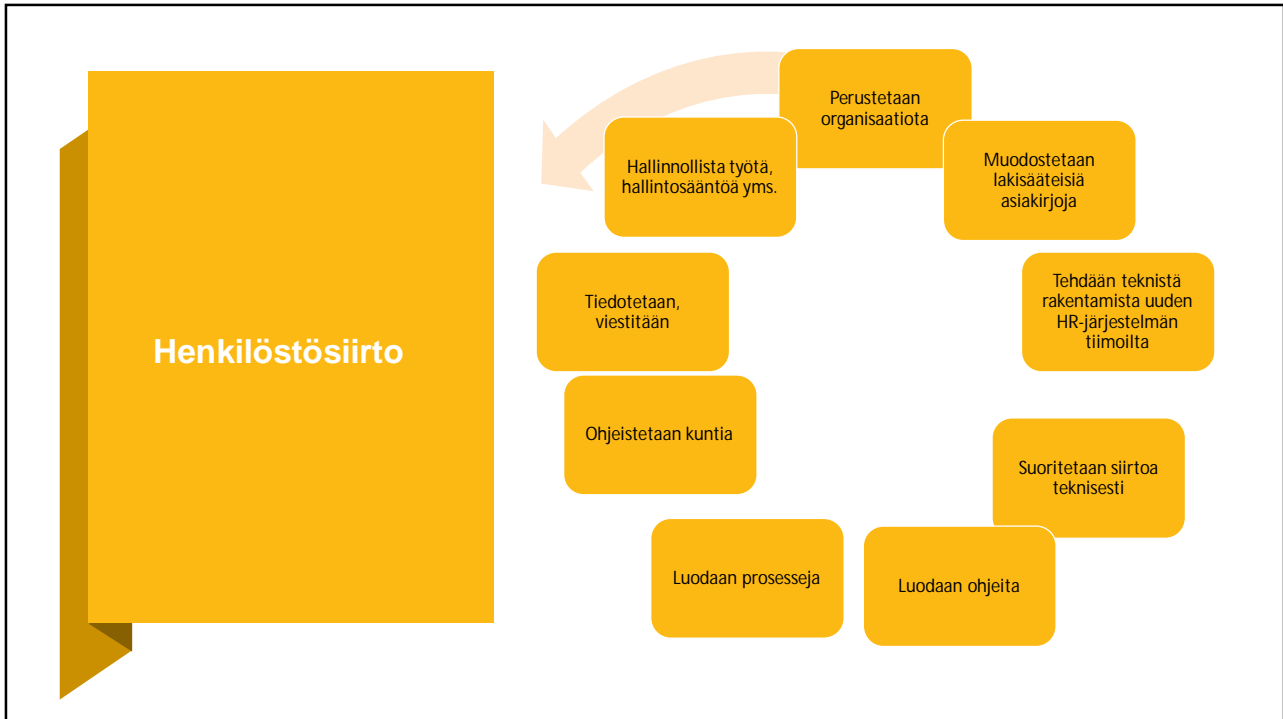 Henkilöstösiirto
Perustetaan
organisaatiota
Muodostetaan
lakisääteisiä
asiakirjoja
Tehdään teknistä
rakentamista uuden
HR-järjestelmän
tiimoilta
Suoritetaan siirtoa
teknisesti
Luodaan ohjeita
Luodaan prosesseja
Ohjeistetaan kuntia
Tiedotetaan,
viestitään
Hallinnollista työtä,
hallintosääntöä yms.